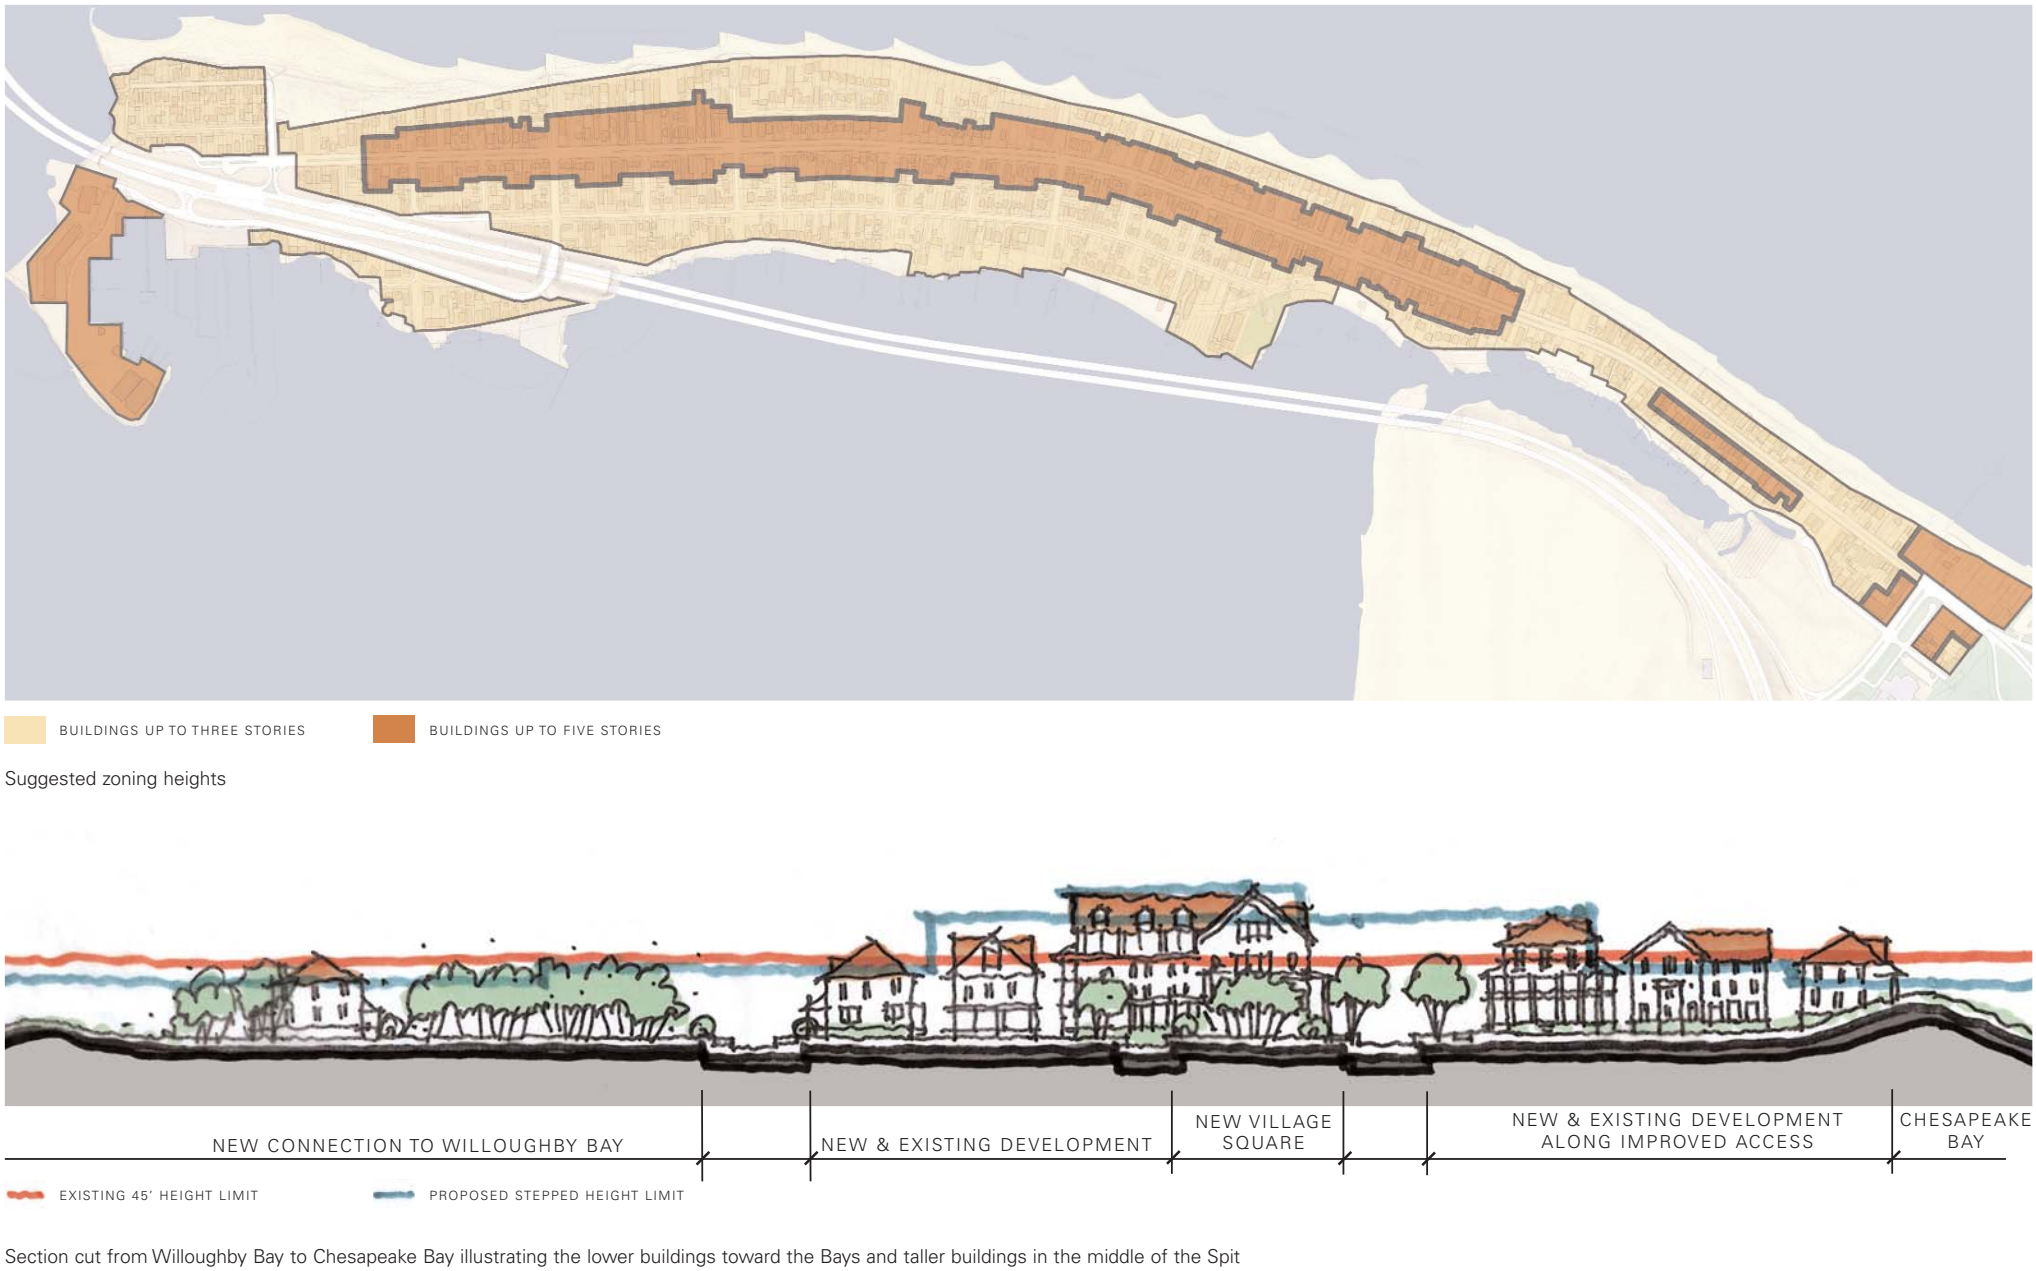 BUILDINGS UP TO THREE STORIES
BUILDINGS UP TO FIVE STORIES
Suggested zoning heights
NEW CONNECTION TO WILLOUGHBY BAY
NEW & EXISTING DEVELOPMENT
NEW VILLAGE
SQUARE
NEW & EXISTING DEVELOPMENT
ALONG IMPROVED ACCESS
CHESAPEAKE
BAY
EXISTING 45' HEIGHT LIMIT
PROPOSED STEPPED HEIGHT LIMIT
Section cut from Willoughby Bay to Chesapeake Bay illustrating the lower buildings toward the Bays and taller buildings in the middle of the Spit